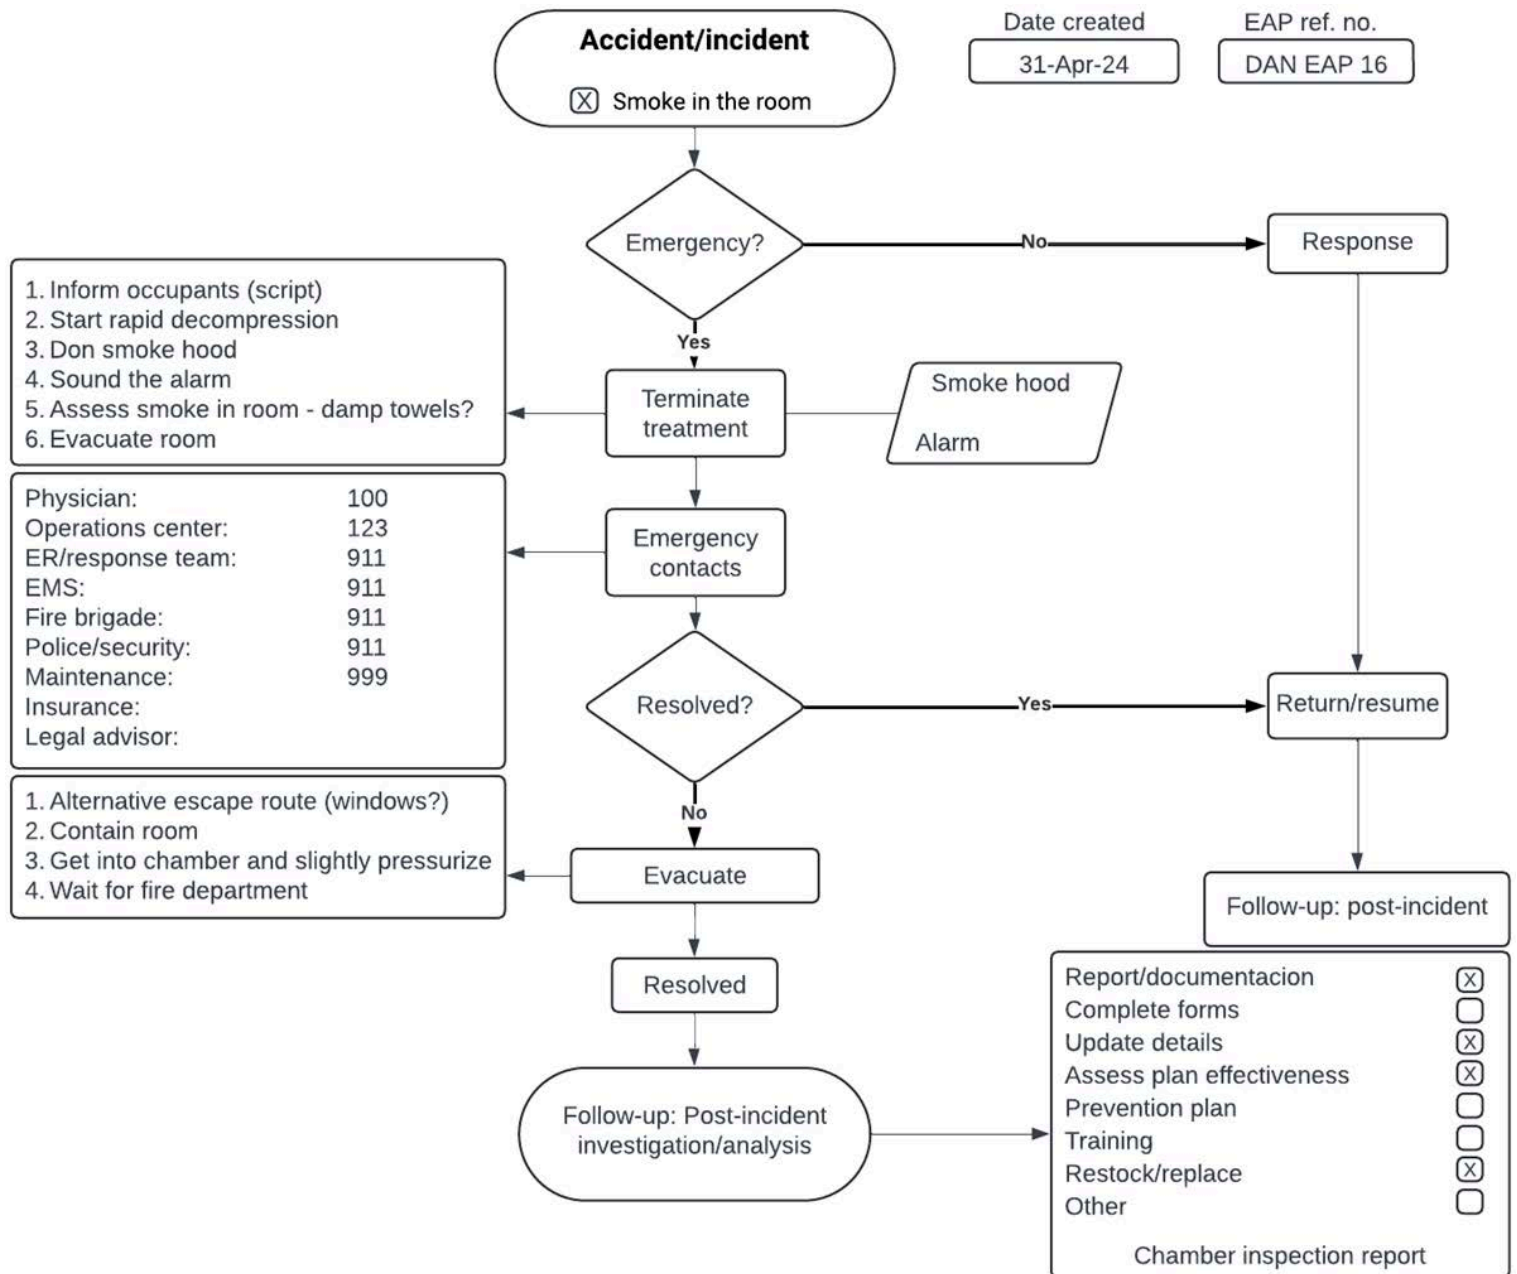 Accident/incident
X Smoke in the room
Date created
31-Apr-24
EAP ref. no.
DAN EAP 16
Emergency?
No
Response
Yes
1. Inform occupants (script)
2. Start rapid decompression
3. Don smoke hood
4. Sound the alarm
5. Assess smoke in room - damp towels?
6. Evacuate room
Terminate
treatment
Smoke hood
Alarm
Physician: 100
Operations center: 123
ER/response team: 911
EMS: 911
Fire brigade: 911
Police/security: 911
Maintenance: 999
Insurance:
Legal advisor:
Emergency
contacts
Resolved?
Yes
Return/resume
No
1. Alternative escape route (windows?)
2. Contain room
3. Get into chamber and slightly pressurize
4. Wait for fire department
Evacuate
Follow-up: post-incident
Resolved
Follow-up: Post-incident
investigation/analysis
Report/documentacion X
Complete forms
Update details X
Assess plan effectiveness X
Prevention plan
Training
Restock/replace X
Other
Chamber inspection report